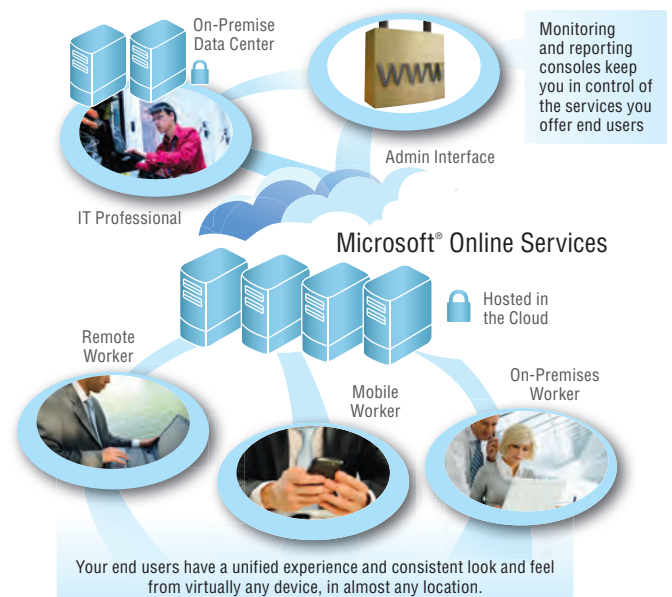 On-Premise
Data Center
WWW
Monitoring
and reporting
consoles keep
you in control of
the services you
offer end users
Admin Interface
IT Professional
Microsoft® Online Services
Hosted in
the Cloud
Remote
Worker
Mobile
Worker
On-Premises
Worker
Your end users have a unified experience and consistent look and feel
from virtually any device, in almost any location.